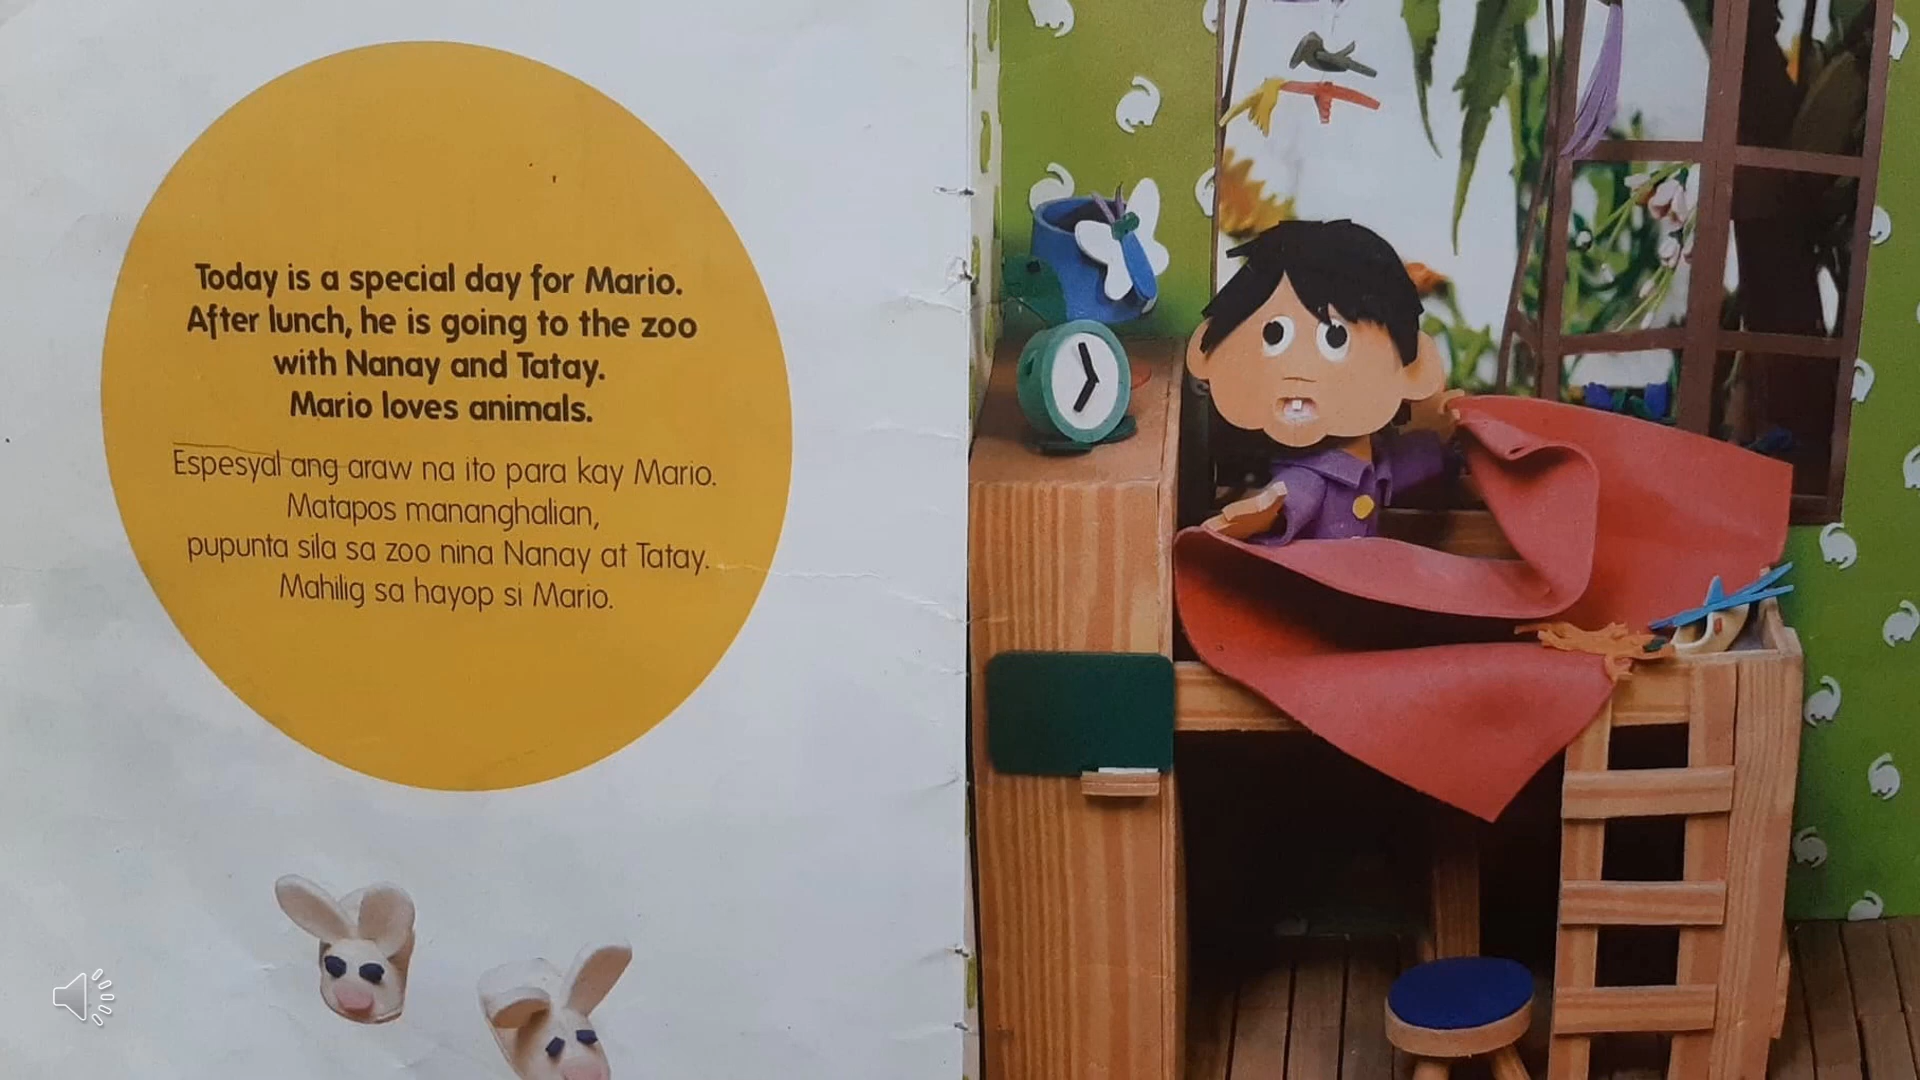 Today is a special day for Mario.
After lunch, he is going to the zoo
with Nanay and Tatay.
Mario loves animals.
Espesyal ang araw na ito para kay Mario.
Matapos mananghalian,
pupunta sila sa zoo nina Nanay at Tatay.
Mahilig sa hayop si Mario.